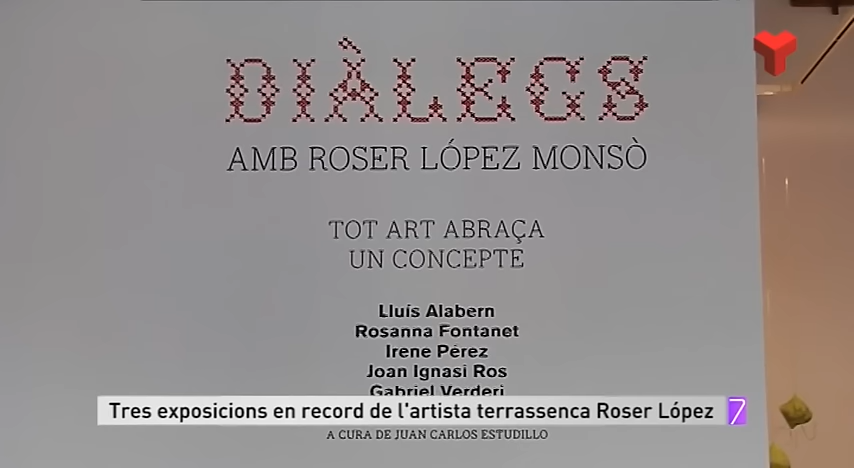 DIÀLEGS
AMB ROSER LÓPEZ MONSÒ
TOT ART ABRAÇA
UN CONCEPTE
Lluís Alabern
Rosanna Fontanet
Irene Pérez
Joan Ignasi Ros
Gabriel Verderi
Tres exposicions en record de l'artista terrassenca Roser López 7
A CURA DE JUAN CARLOS ESTUDILLO